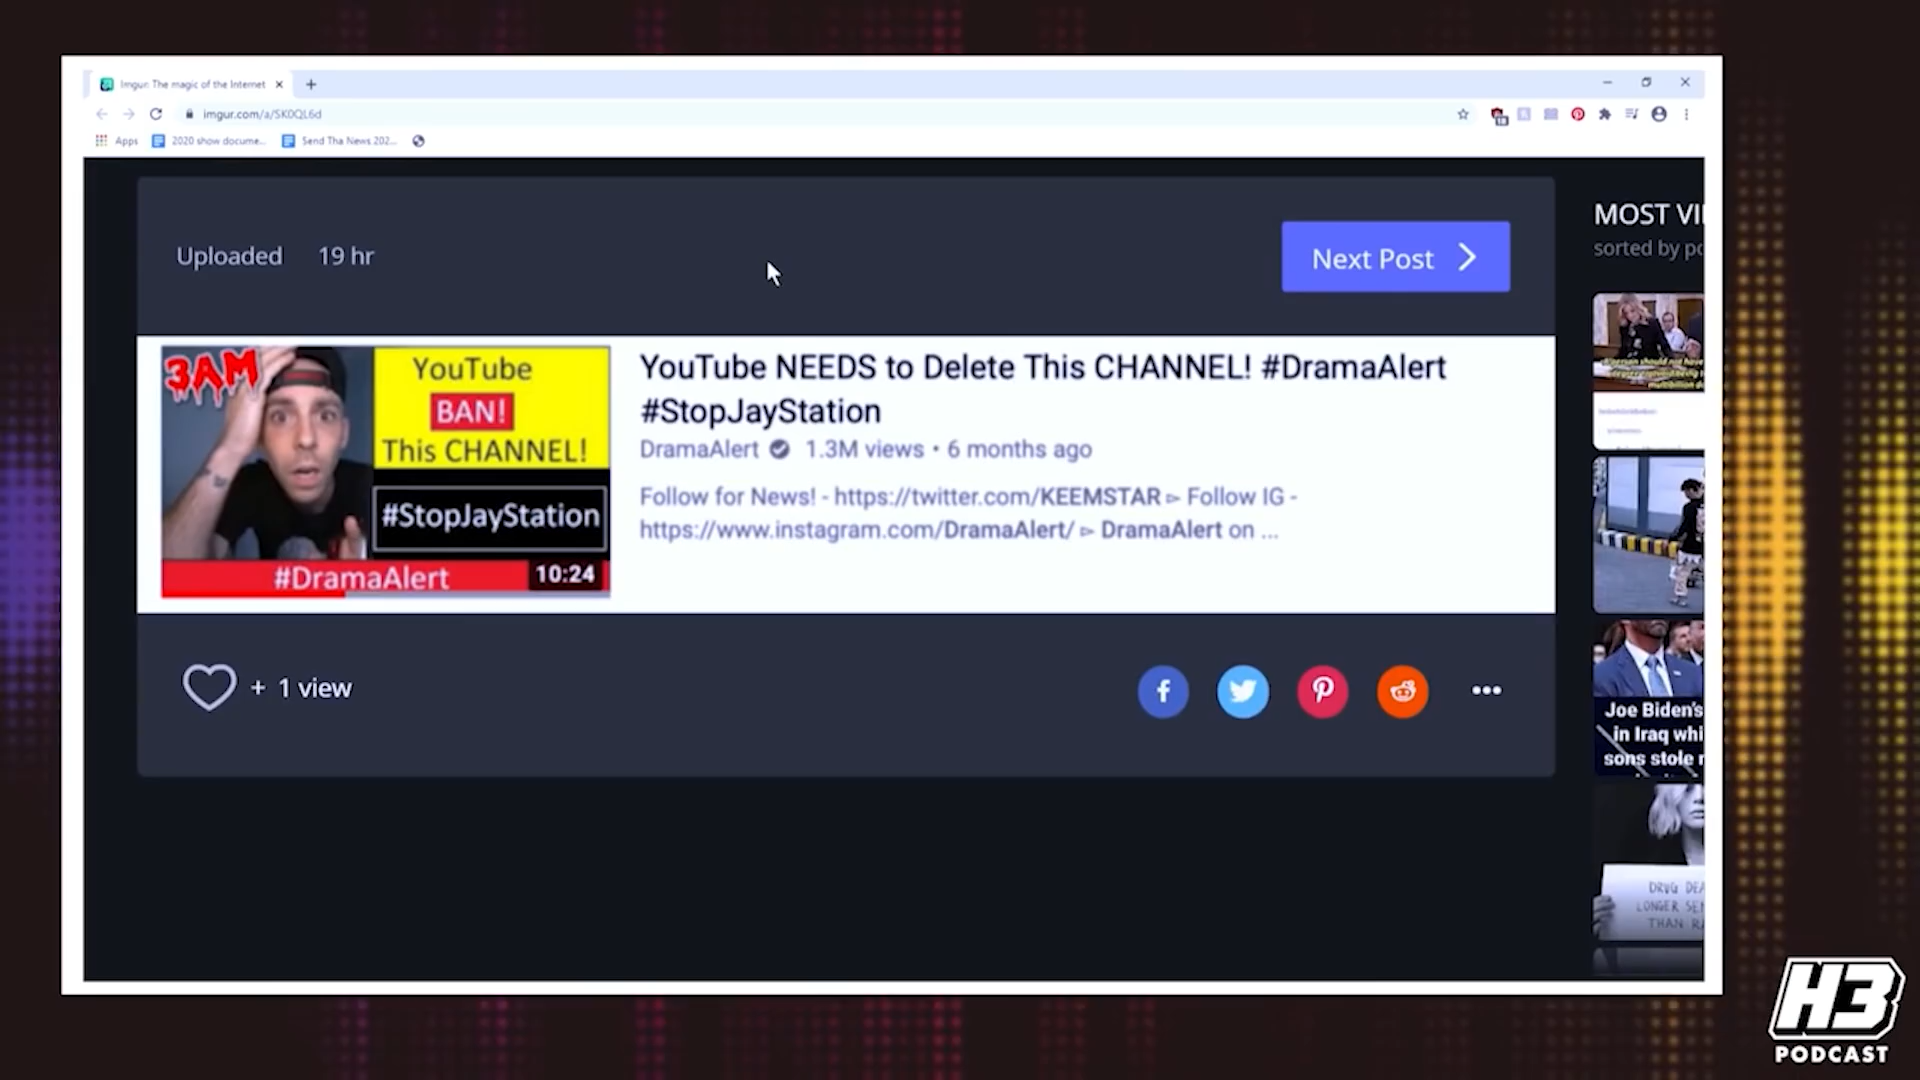 Imgur: The magic of the Internet
imgur.com/a/SK0QL6d
Apps
2020 show docume...
Send Tha News 202...
Uploaded 19 hr
Next Post
MOST VI
sorted by po
3AM
YouTube
BAN!
This CHANNEL!
#StopJayStation
#DramaAlert
10:24
YouTube NEEDS to Delete This CHANNEL! #DramaAlert
#StopJayStation
DramaAlert 1.3M views • 6 months ago
Follow for News! - https://twitter.com/KEEMSTAR ▻ Follow IG -
https://www.instagram.com/DramaAlert/ ▻ DramaAlert on ...
+ 1 view
Joe Biden's
in Iraq whi
sons stole
DRUG DEA
LONGER SEN
THAN RA
H3
PODCAST